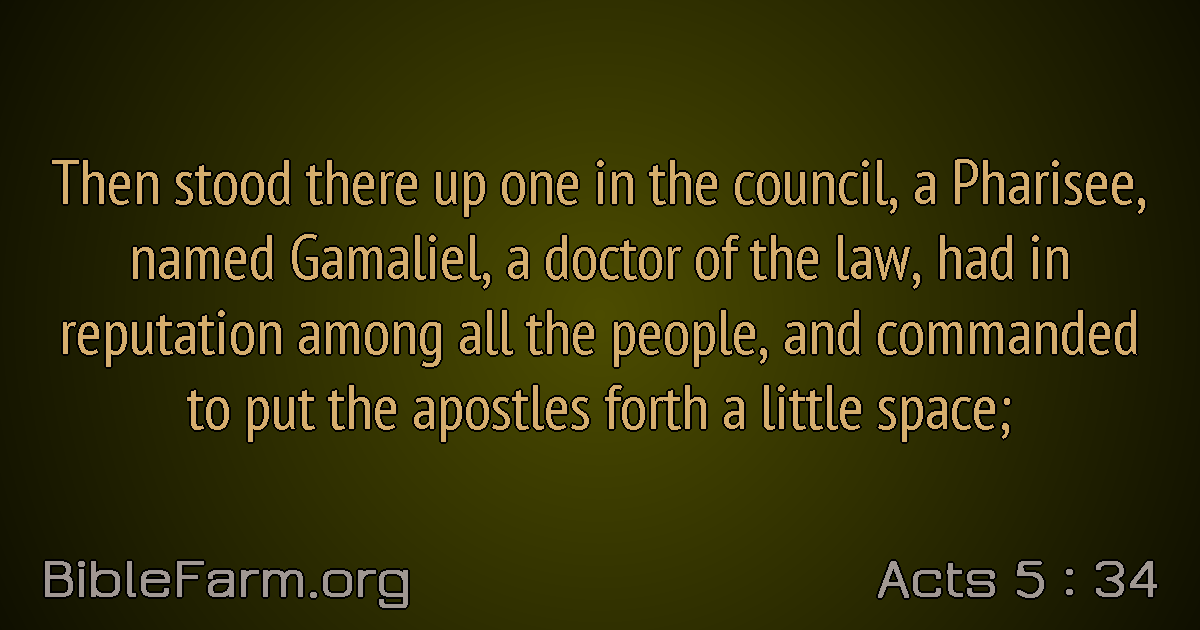 Then stood there up one in the council, a Pharisee,
named Gamaliel, a doctor of the law, had in
reputation among all the people, and commanded
to put the apostles forth a little space;
BibleFarm.org
Acts 5 : 34